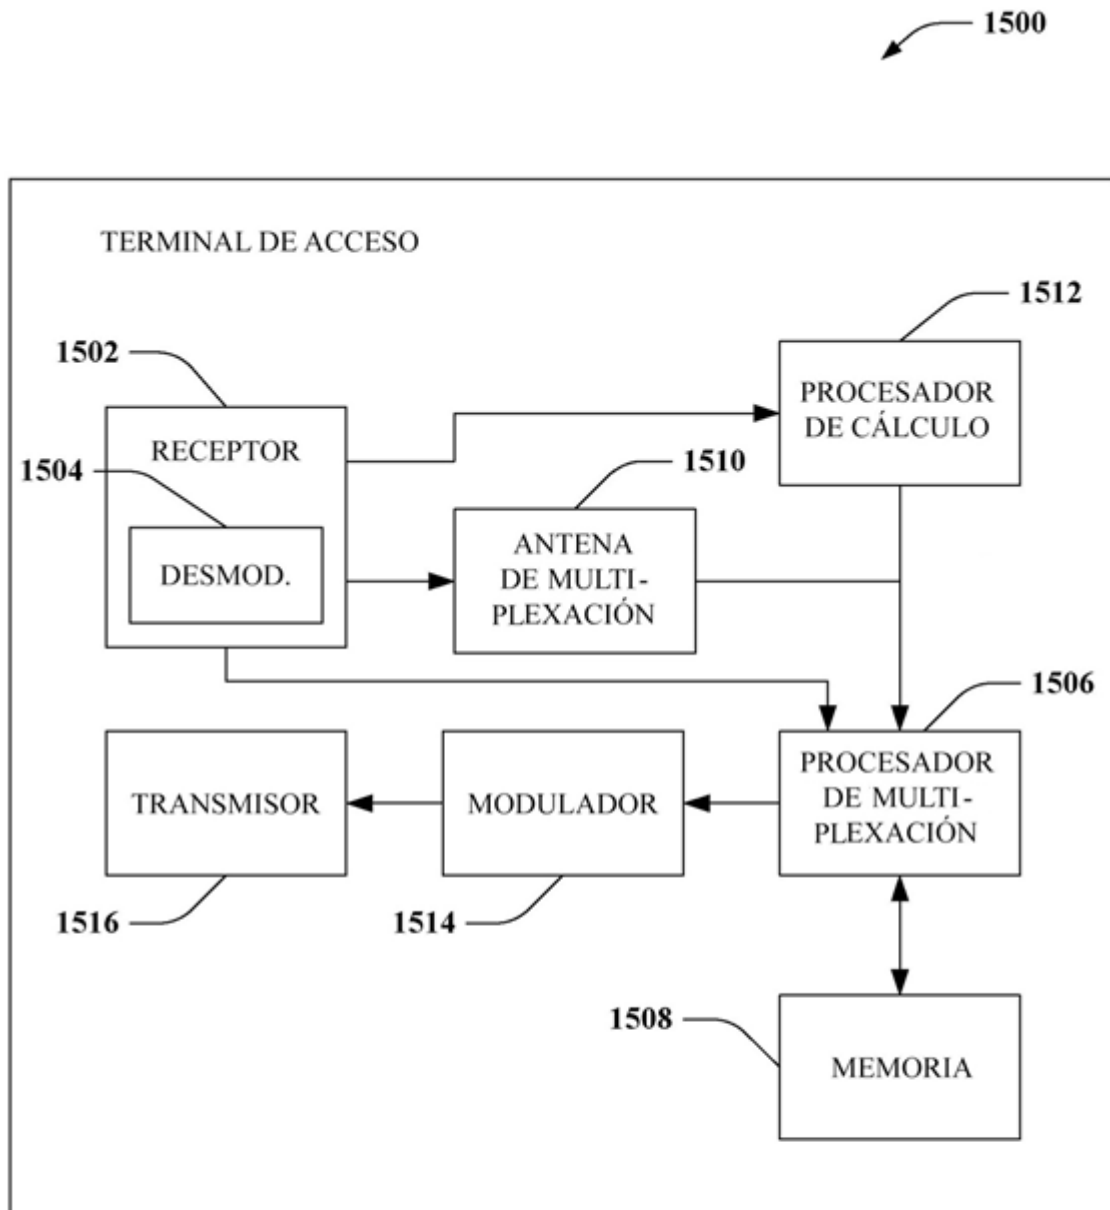 1500
TERMINAL DE ACCESO
1512
1502
PROCESADOR
DE CÁLCULO
RECEPTOR
1504
1510
DESMOD.
ANTENA
DE MULTI-
PLEXACIÓN
1506
TRANSMISOR
MODULADOR
PROCESADOR
DE MULTI-
PLEXACIÓN
1516
1514
1508
MEMORIA